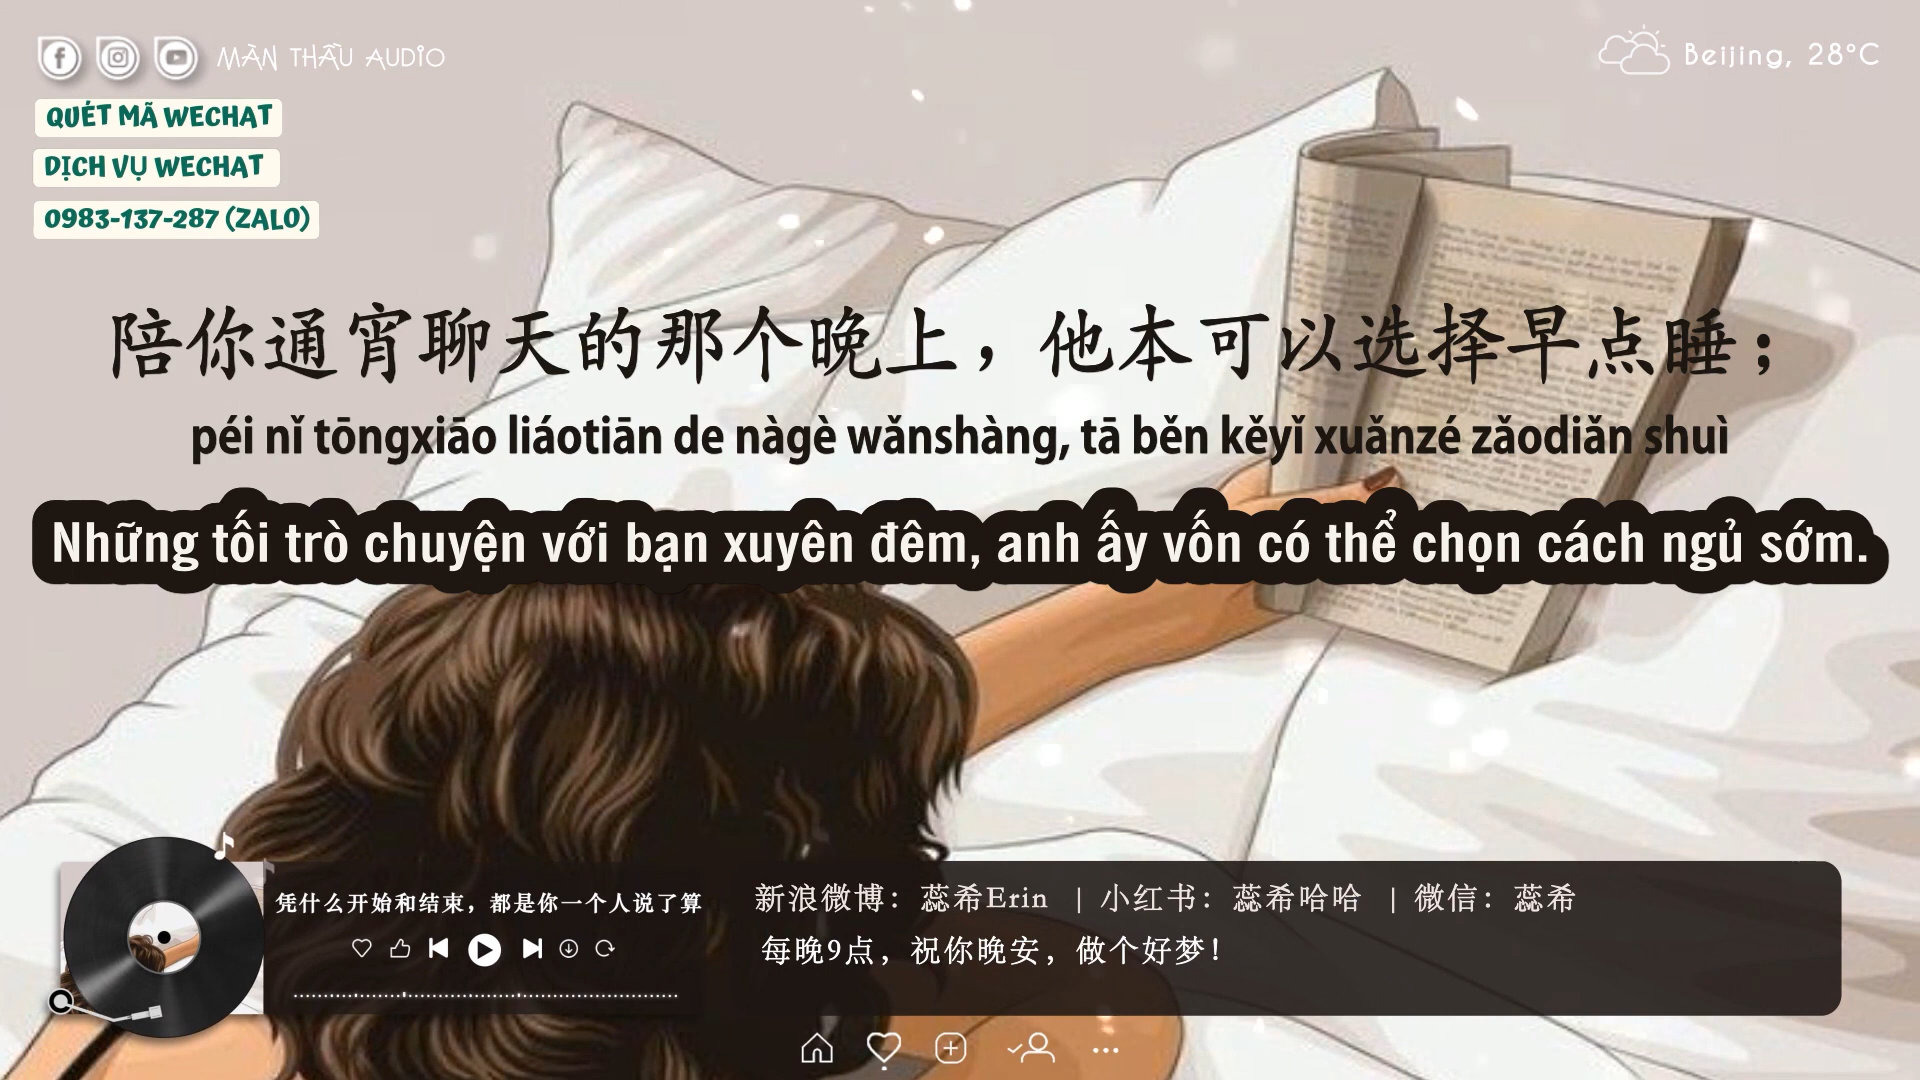 MÀN THẦU AUDIO
Beijing, 28°C
QUÉT MÃ WECHAT
DỊCH VỤ WECHAT
0983-137-287 (ZALO)
陪你通宵聊天的那个晚上，他本可以选择早点睡；
péi nǐ tōngxiāo liáotiān de nàgè wǎnshàng, tā běn kěyǐ xuǎnzé zǎodiǎn shuì
Những tối trò chuyện với bạn xuyên đêm, anh ấy vốn có thể chọn cách ngủ sớm.
凭什么开始和结束，都是你一个人说了算
新浪微博：蕊希Erin | 小红书：蕊希哈哈 | 微信：蕊希
每晚9点，祝你晚安，做个好梦！